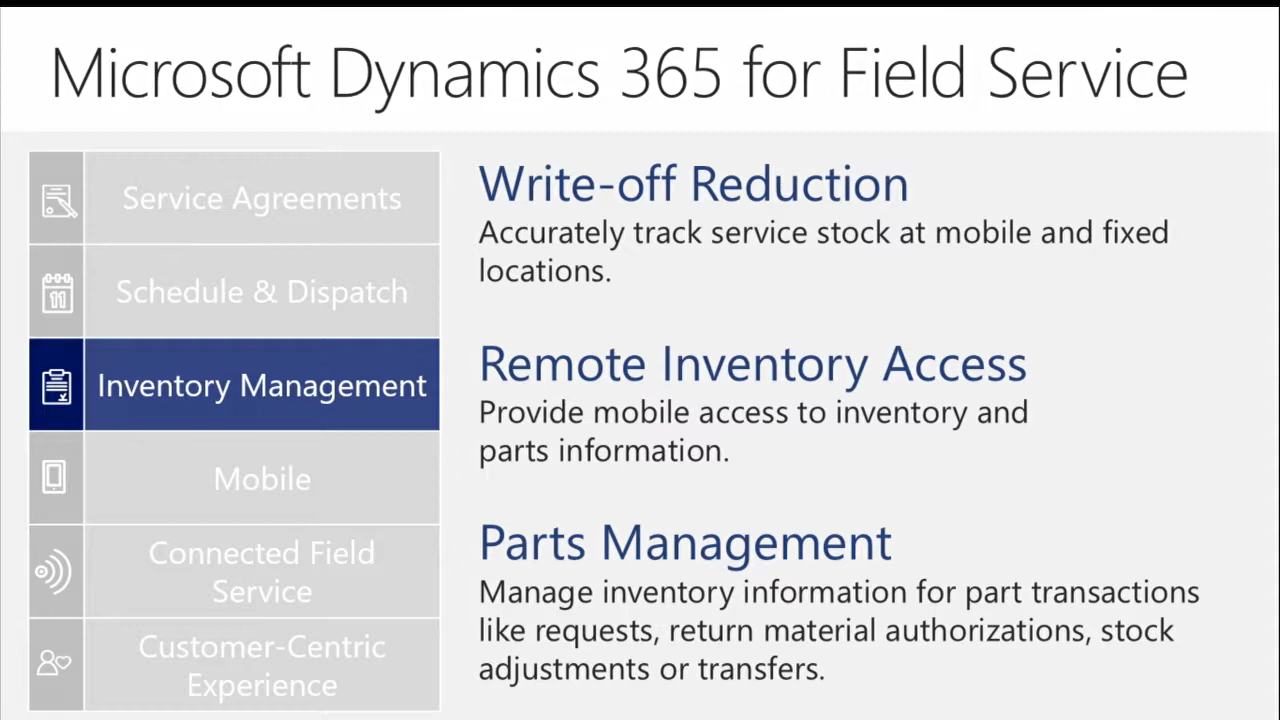 Microsoft Dynamics 365 for Field Service
Service Agreements
Schedule & Dispatch
11
Inventory Management
Mobile
Connected Field
Service
Customer-Centric
Experience
Write-off Reduction
Accurately track service stock at mobile and fixed
locations.
Remote Inventory Access
Provide mobile access to inventory and
parts information.
Parts Management
Manage inventory information for part transactions
like requests, return material authorizations, stock
adjustments or transfers.